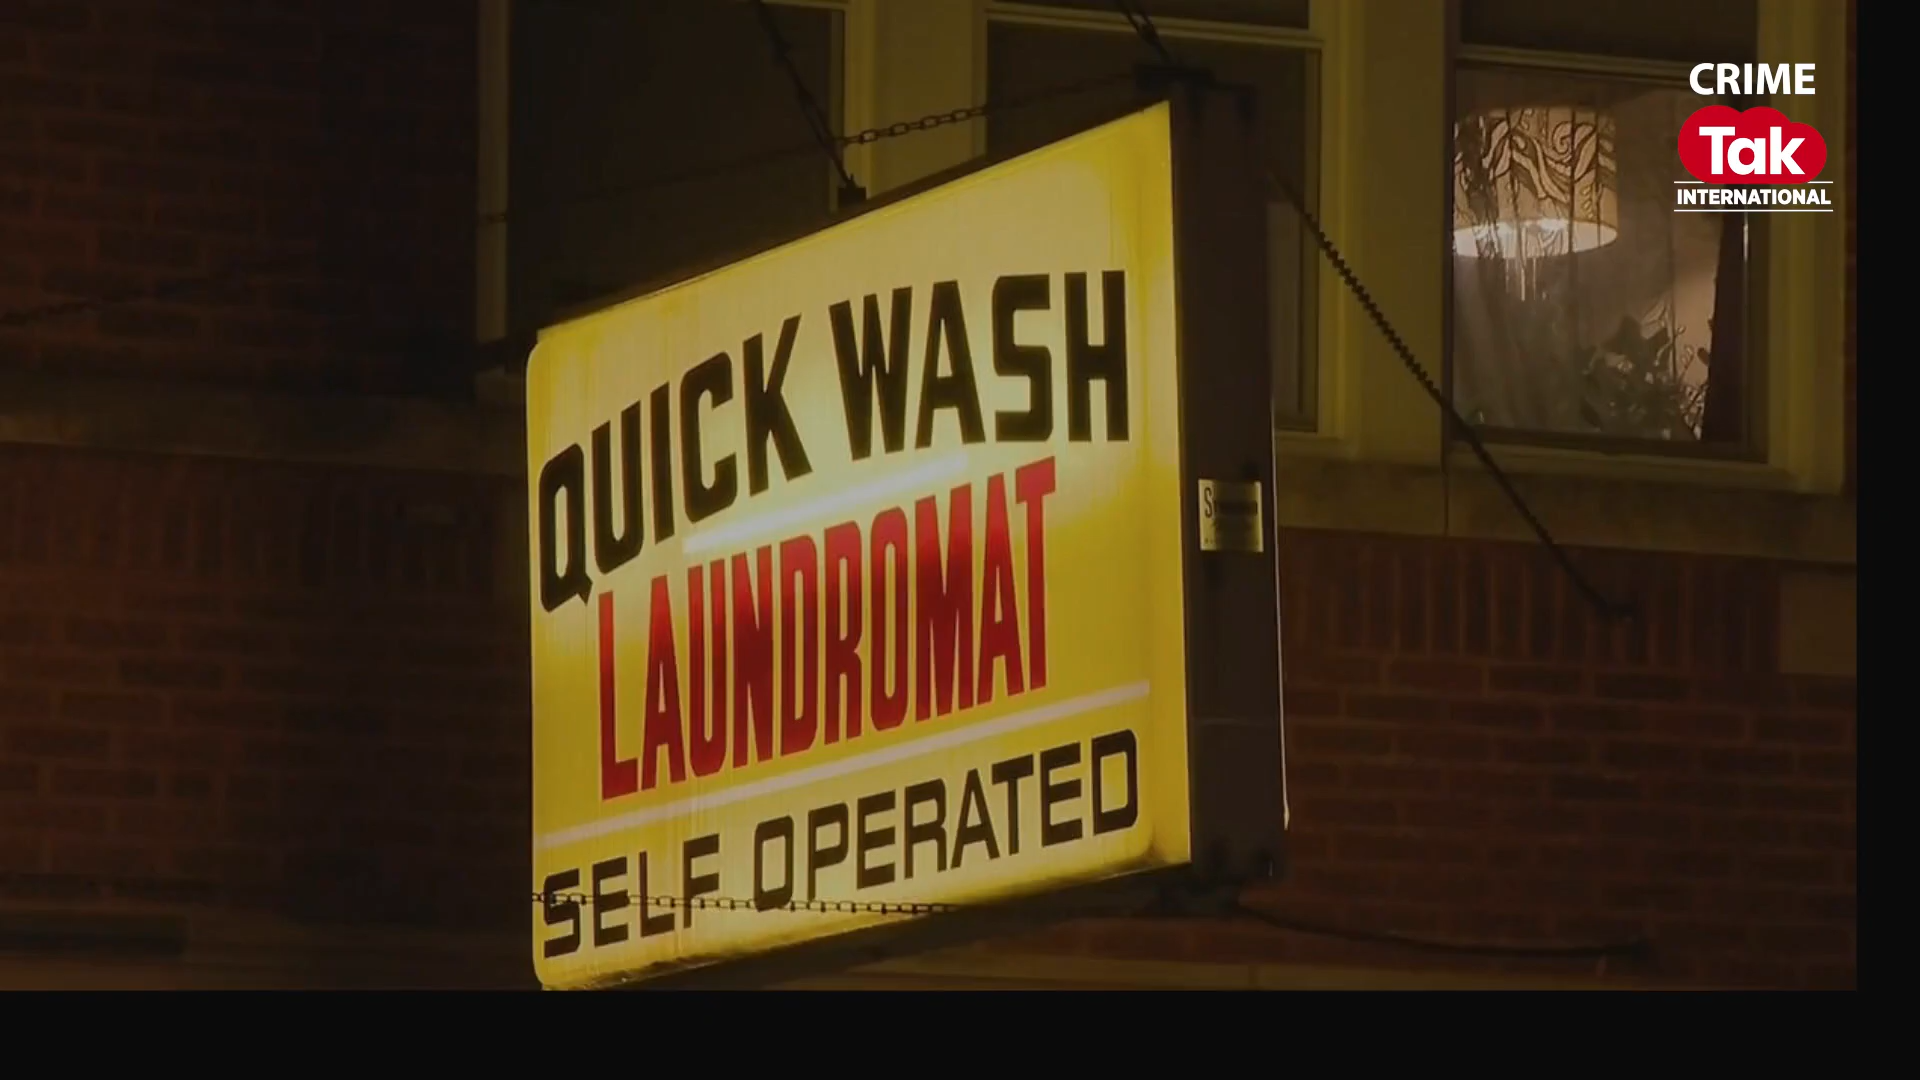 CRIME
Tak
INTERNATIONAL
QUICK WASH
LAUNDROMAT
SELF OPERATED